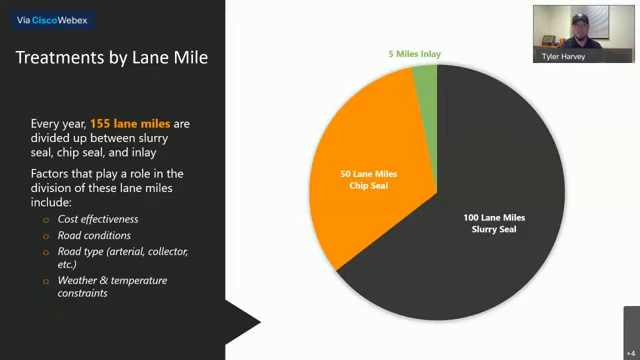 Via Cisco Webex
Treatments by Lane Mile
Every year, 155 lane miles are
divided up between slurry
seal, chip seal, and inlay
Factors that play a role in the
division of these lane miles
include:
o Cost effectiveness
o Road conditions
o Road type (arterial, collector,
etc.)
o Weather & temperature
constraints
5 Miles Inlay
50 Lane Miles
Chip Seal
100 Lane Miles
Slurry Seal
Tyler Harvey
+4